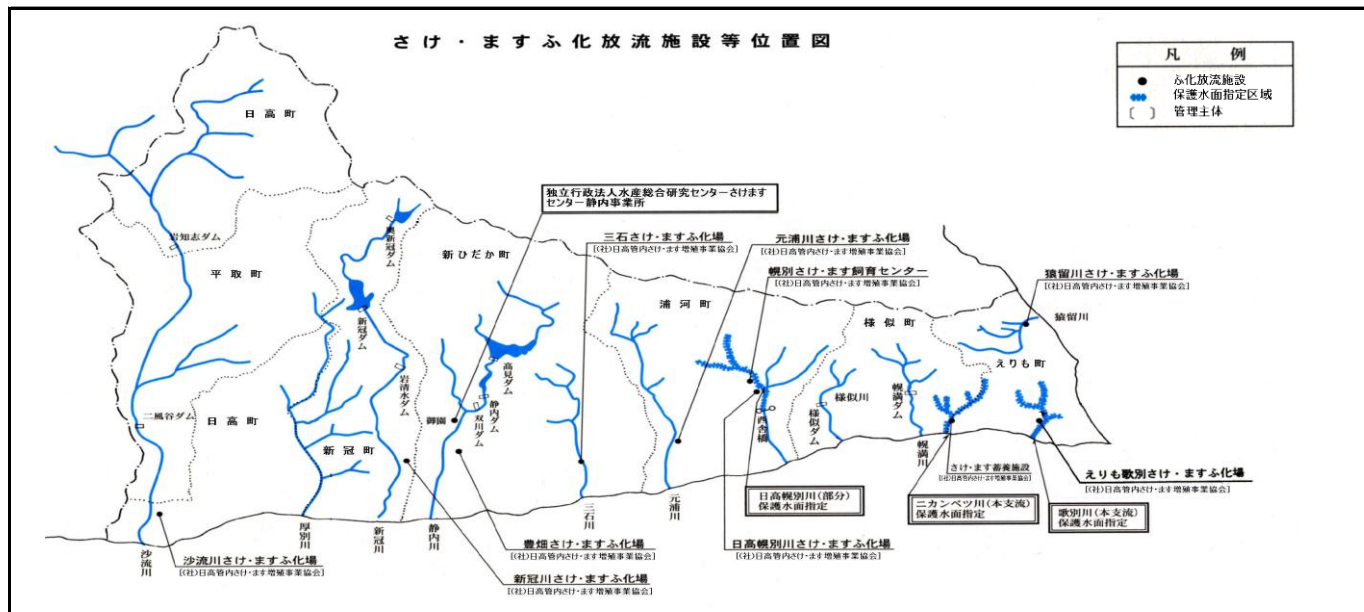 さけ・ますふ化放流施設等位置図
凡 例
ふ化放流施設
保護水面指定区域
〔 〕 管理主体
日高町
独立行政法人水産総合研究センターさけます
センター静内事業所
岩知志ダム
平取町
奥新冠ダム
新ひだか町
三石さけ・ますふ化場
[(社)日高管内さけ・ます増殖事業協会]
元浦川さけ・ますふ化場
[(社)日高管内さけ・ます増殖事業協会]
幌別さけ・ます飼育センター
[(社)日高管内さけ・ます増殖事業協会]
猿留川さけ・ますふ化場
[(社)日高管内さけ・ます増殖事業協会]
浦河町
様似町
猿留川
えりも町
新冠ダム
高見ダム
岩清水ダム
静内ダム
双川ダム
御園
二風谷ダム
日高町
新冠町
西舎橋
様似ダム
様似川
幌満ダム
沙流川
厚別川
新冠川
静内川
三石川
元浦川
幌満川
さけ・ます蓄養施設
[(社)日高管内さけ・ます増殖事業協会]
えりも歌別さけ・ますふ化場
[(社)日高管内さけ・ます増殖事業協会]
日高幌別川(部分)
保護水面指定
ニカンベツ川(本支流)
保護水面指定
歌別川(本支流)
保護水面指定
沙流川さけ・ますふ化場
[(社)日高管内さけ・ます増殖事業協会]
豊畑さけ・ますふ化場
[(社)日高管内さけ・ます増殖事業協会]
日高幌別川さけ・ますふ化場
[(社)日高管内さけ・ます増殖事業協会]
新冠川さけ・ますふ化場
[(社)日高管内さけ・ます増殖事業協会]